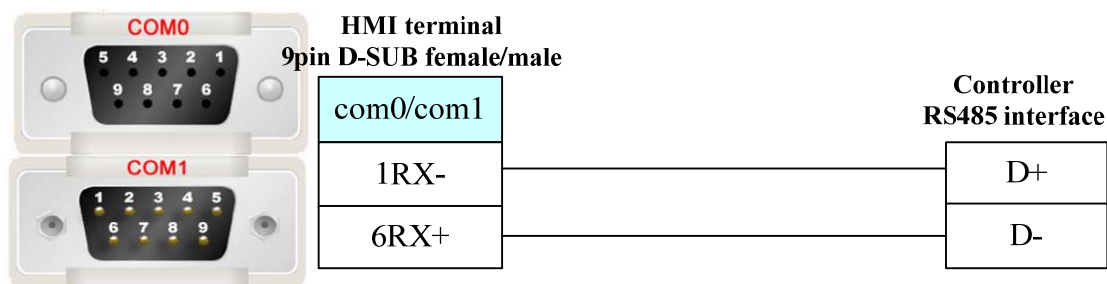 COM0
5 4 3 2 1
9 8 7 6
COM1
1 2 3 4 5
6 7 8 9
HMI terminal
9pin D-SUB female/male
com0/com1
1RX-
6RX+
Controller
RS485 interface
D+
D-